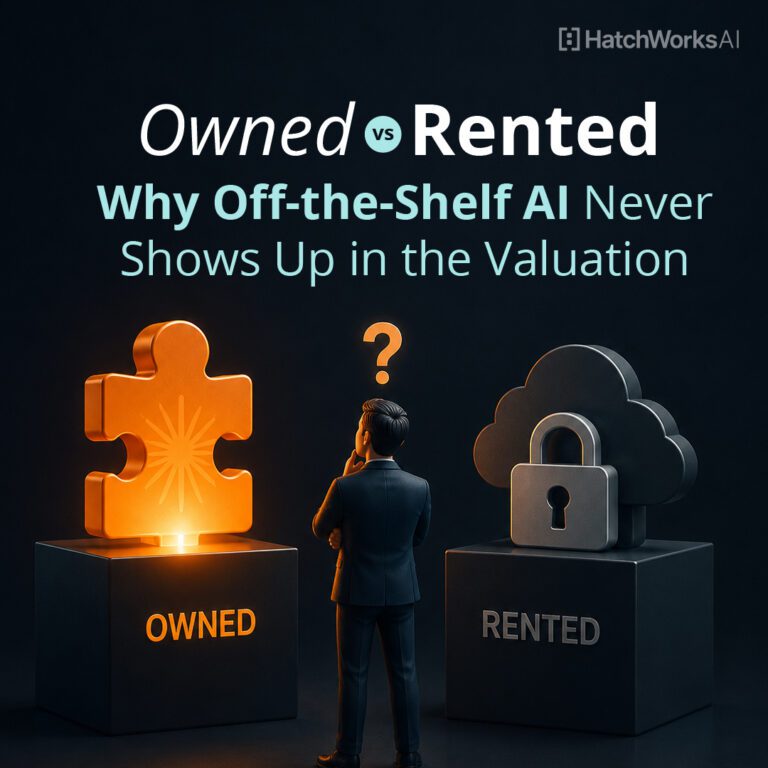 [:] HatchWorksAI
Owned vs Rented
Why Off-the-Shelf AI Never
Shows Up in the Valuation
?
OWNED
RENTED